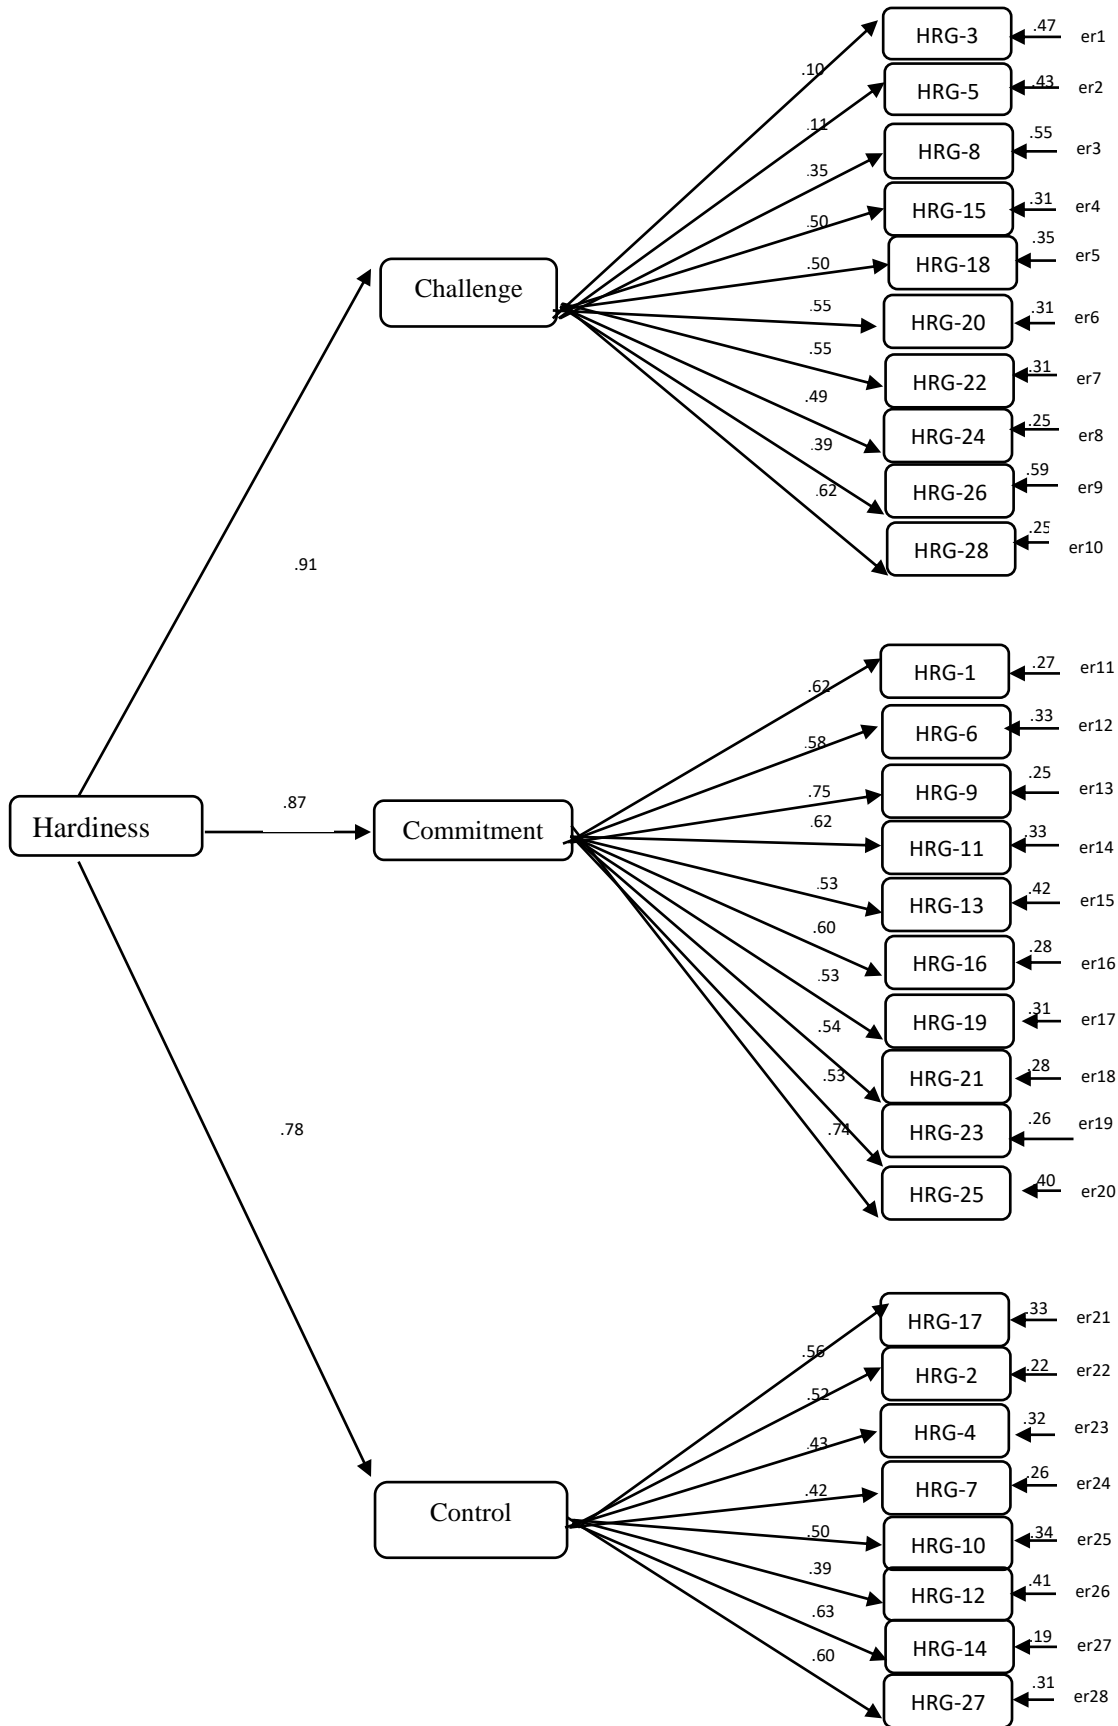 HRG-3 .47 er1
.10
HRG-5 .43 er2
.11
HRG-8 .55 er3
.35
HRG-15 .31 er4
.50
HRG-18 .35 er5
.50
Challenge
HRG-20 .31 er6
.55
HRG-22 .31 er7
.55
HRG-24 .25 er8
.49
HRG-26 .59 er9
.39
HRG-28 .25 er10
.62
.91
HRG-1 .27 er11
.62
HRG-6 .33 er12
.58
HRG-9 .25 er13
.75
Hardiness
.87
Commitment
HRG-11 .33 er14
.62
HRG-13 .42 er15
.53
HRG-16 .28 er16
.60
HRG-19 .31 er17
.53
HRG-21 .28 er18
.54
HRG-23 .26 er19
.53
HRG-25 .40 er20
.74
.78
HRG-17 .33 er21
.56
HRG-2 .22 er22
.52
HRG-4 .32 er23
.43
HRG-7 .26 er24
.42
Control
HRG-10 .34 er25
.50
HRG-12 .41 er26
.39
HRG-14 .19 er27
.63
HRG-27 .31 er28
.60